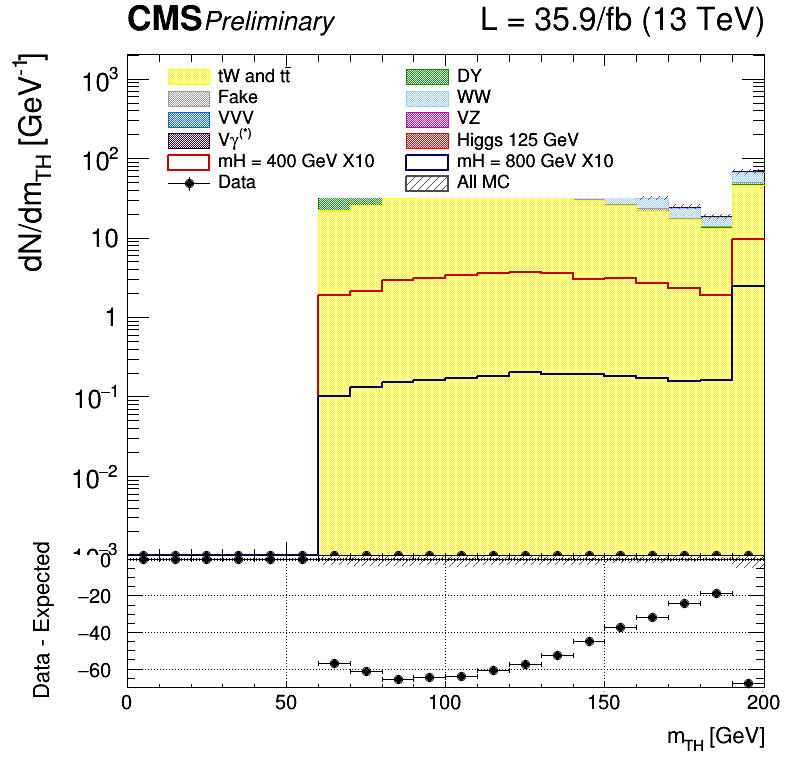 CMS Preliminary L = 35.9/fb (13 TeV)
dN/dm_TH [GeV⁻¹]
10³
10²
10
1
10⁻¹
10⁻²
tW and tt̄ DY
Fake WW
VVV VZ
Vγ⁽*⁾ Higgs 125 GeV
mH = 400 GeV X10 mH = 800 GeV X10
Data All MC
Data - Expected
0
−20
−40
−60
0 50 100 150 200
m_TH [GeV]